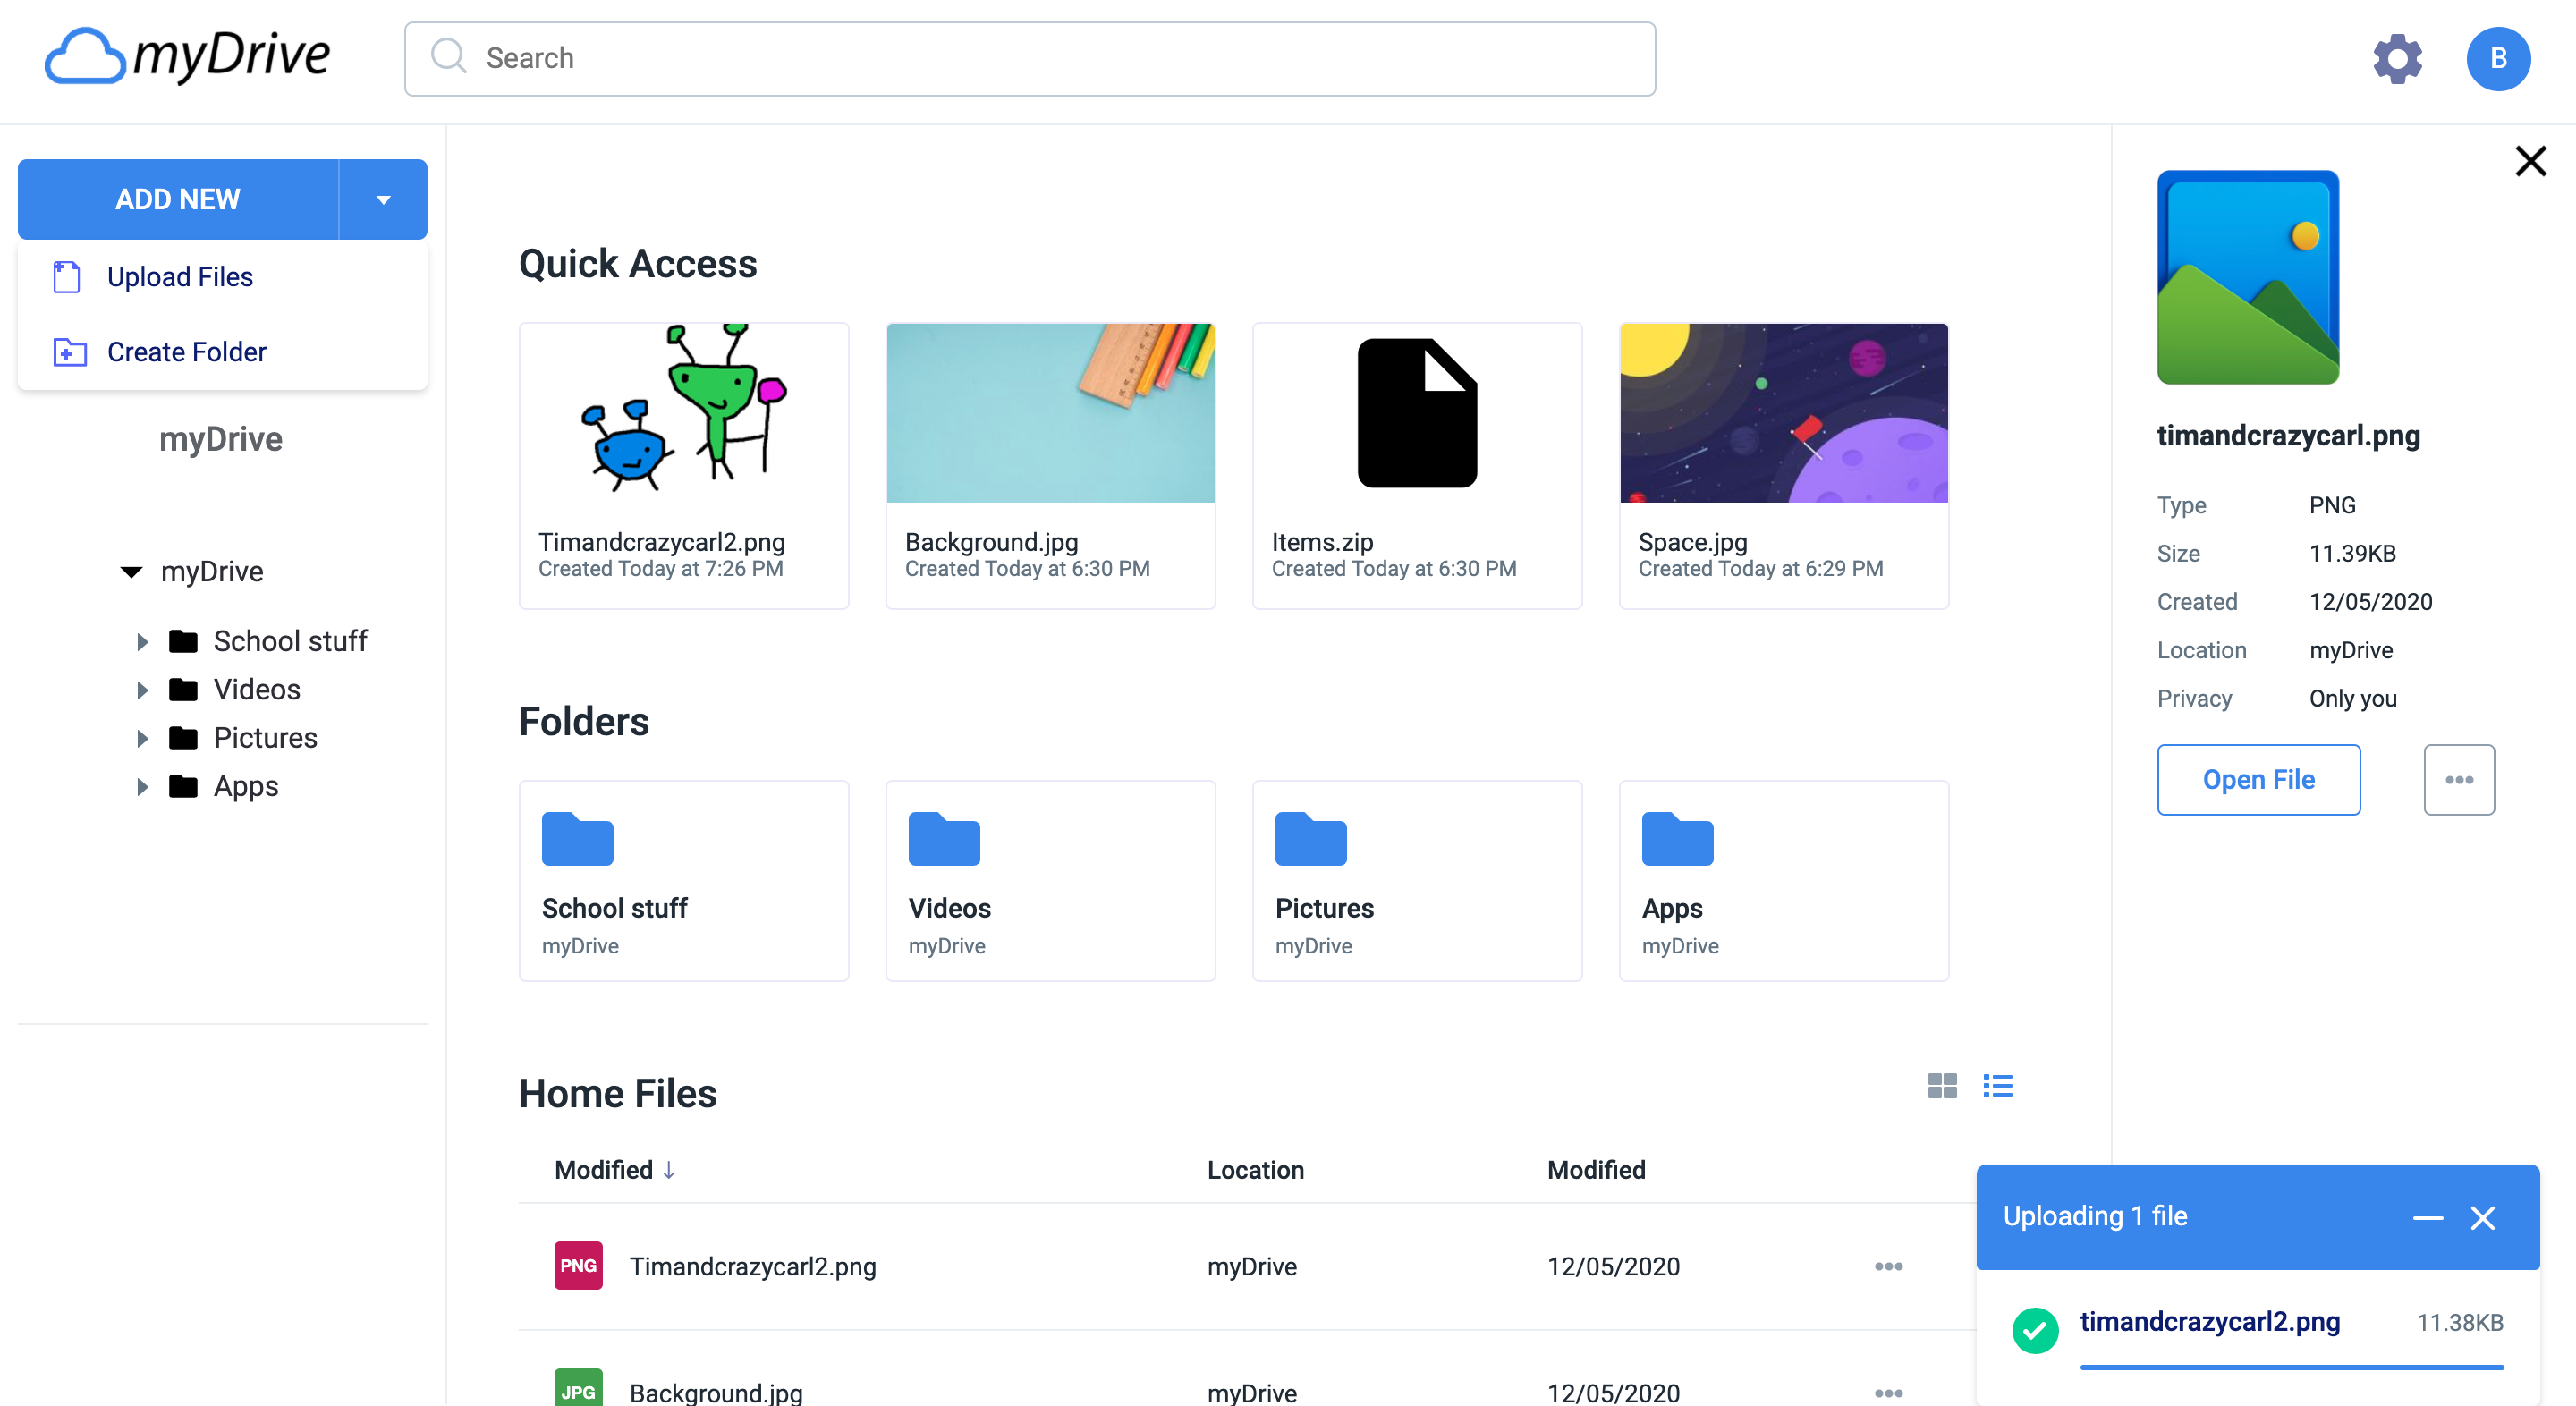 myDrive
Search
B
ADD NEW
Upload Files
Create Folder
myDrive
myDrive
School stuff
Videos
Pictures
Apps
Quick Access
Timandcrazycarl2.png
Created Today at 7:26 PM
Background.jpg
Created Today at 6:30 PM
Items.zip
Created Today at 6:30 PM
Space.jpg
Created Today at 6:29 PM
Folders
School stuff
myDrive
Videos
myDrive
Pictures
myDrive
Apps
myDrive
Home Files
Modified ↓ Location Modified
PNG Timandcrazycarl2.png myDrive 12/05/2020
JPG Background.jpg myDrive 12/05/2020
timandcrazycarl.png
Type PNG
Size 11.39KB
Created 12/05/2020
Location myDrive
Privacy Only you
Open File
Uploading 1 file
timandcrazycarl2.png 11.38KB